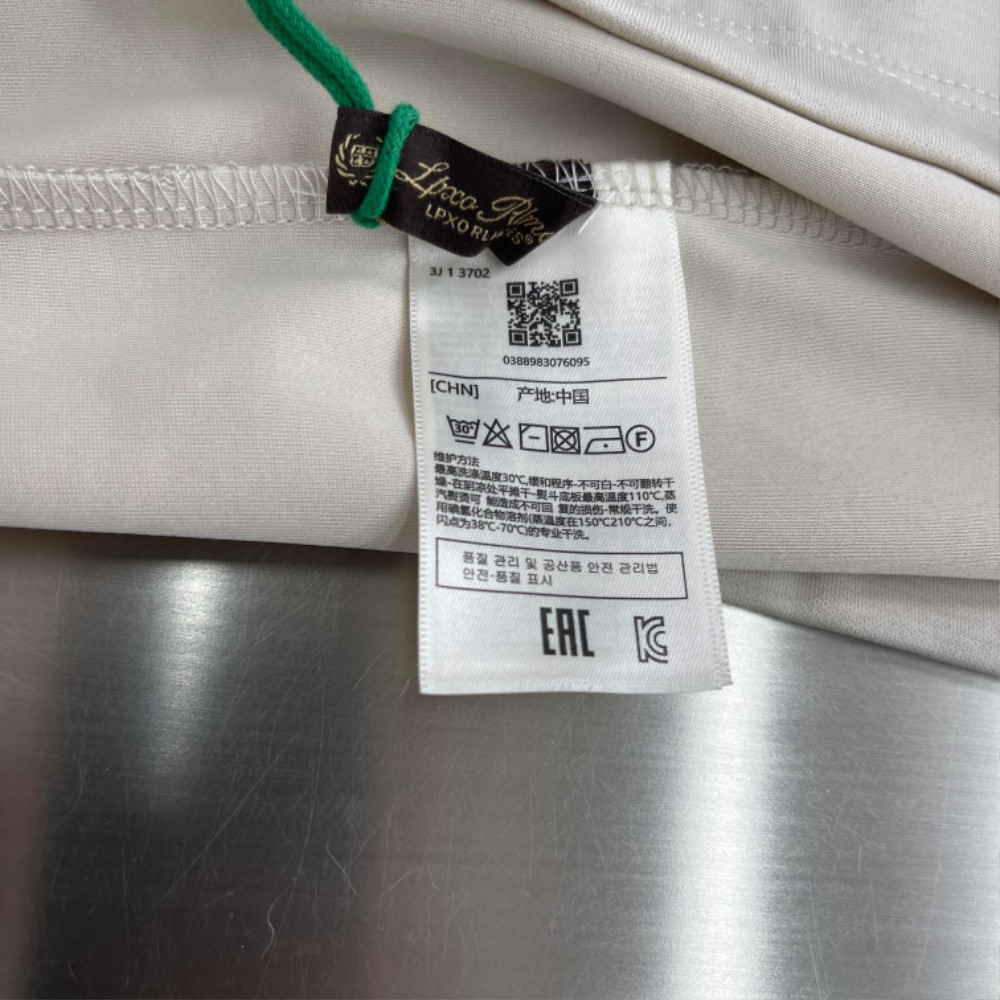 Lpxo Rlm
LPXO RL
3J 1 3702
0388983076095
[CHN] 产地:中国
30° F
维护方法
最高洗涤温度30℃,缓和程序-不可白-不可翻转干
燥-在阴凉处平摊干-熨斗底板最高温度110℃,蒸
汽熨烫可 能造成不可回 复的损伤-常规干洗。使
用碘氢化合物溶剂(蒸温度在150℃210℃之间,
闪点为38℃-70℃)的专业干洗。
품질 관리 및 공산품 안전 관리법
안전·품질 표시
EAC KC